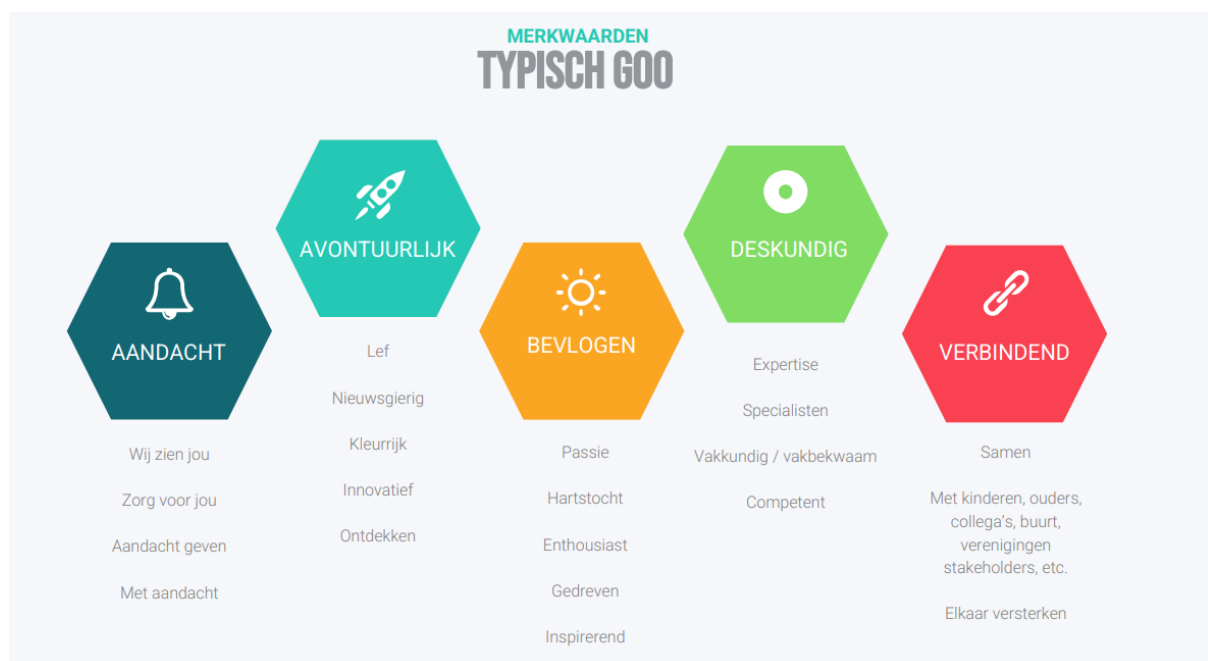 MERKWAARDEN
TYPISCH GOO
AANDACHT
Wij zien jou
Zorg voor jou
Aandacht geven
Met aandacht
AVONTUURLIJK
Lef
Nieuwsgierig
Kleurrijk
Innovatief
Ontdekken
BEVLOGEN
Passie
Hartstocht
Enthousiast
Gedreven
Inspirerend
DESKUNDIG
Expertise
Specialisten
Vakkundig / vakbekwaam
Competent
VERBINDEND
Samen
Met kinderen, ouders,
collega's, buurt,
verenigingen
stakeholders, etc.
Elkaar versterken